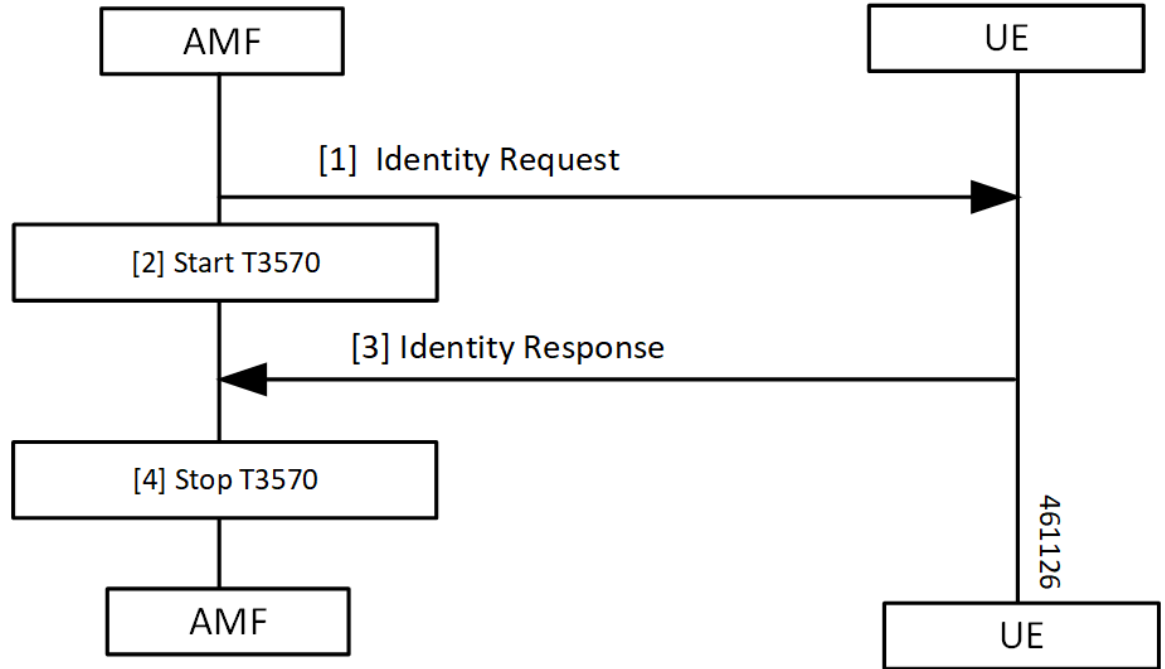 AMF
UE
[1] Identity Request
[2] Start T3570
[3] Identity Response
[4] Stop T3570
461126
AMF
UE